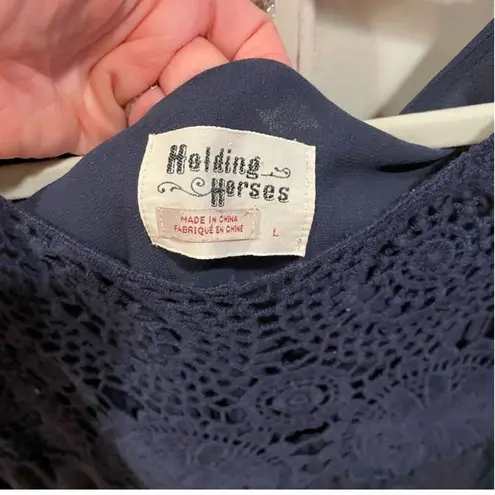 Holding
Horses
MADE IN CHINA
FABRIQUÉ EN CHINE
L